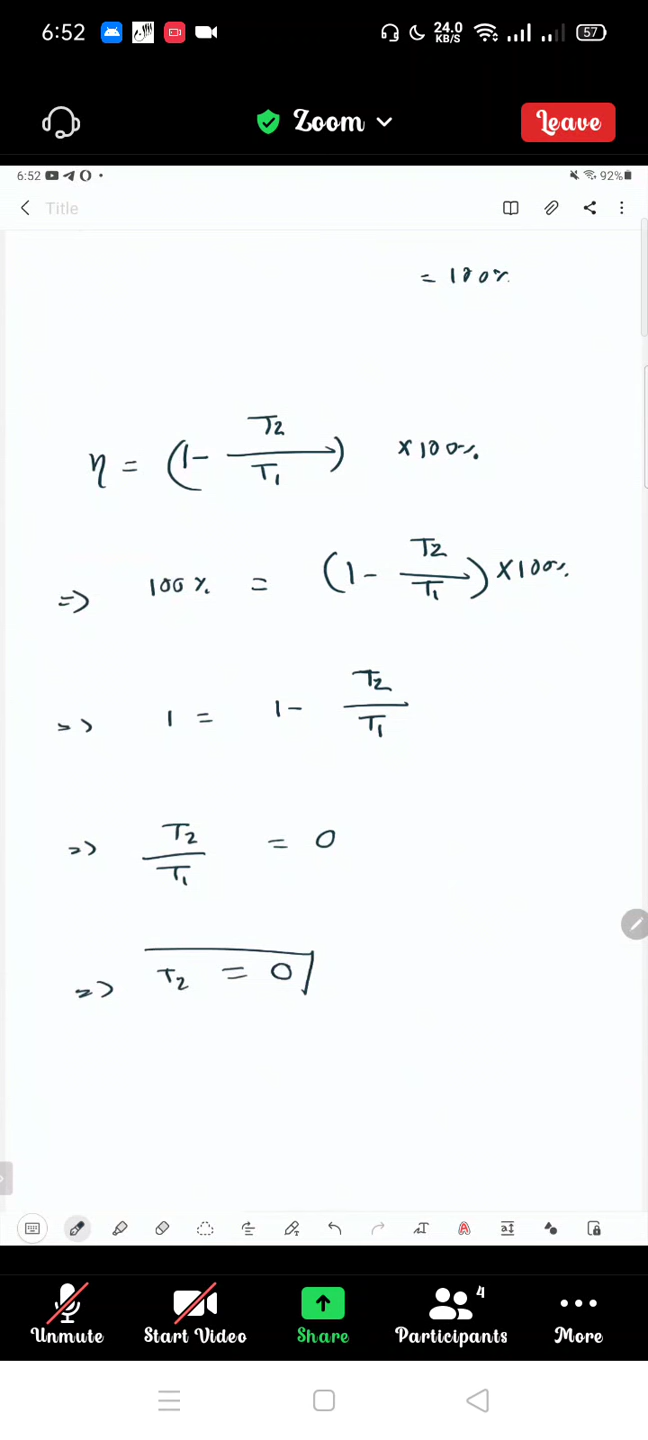 6:52 24.0 KB/S 57
Zoom Leave
6:52 92%
Title
= 100%
η = (1 - T₂/T₁) ×100%
=> 100% = (1 - T₂/T₁) ×100%
=> 1 = 1 - T₂/T₁
=> T₂/T₁ = 0
=> T₂ = 0
Unmute Start Video Share Participants 4 More